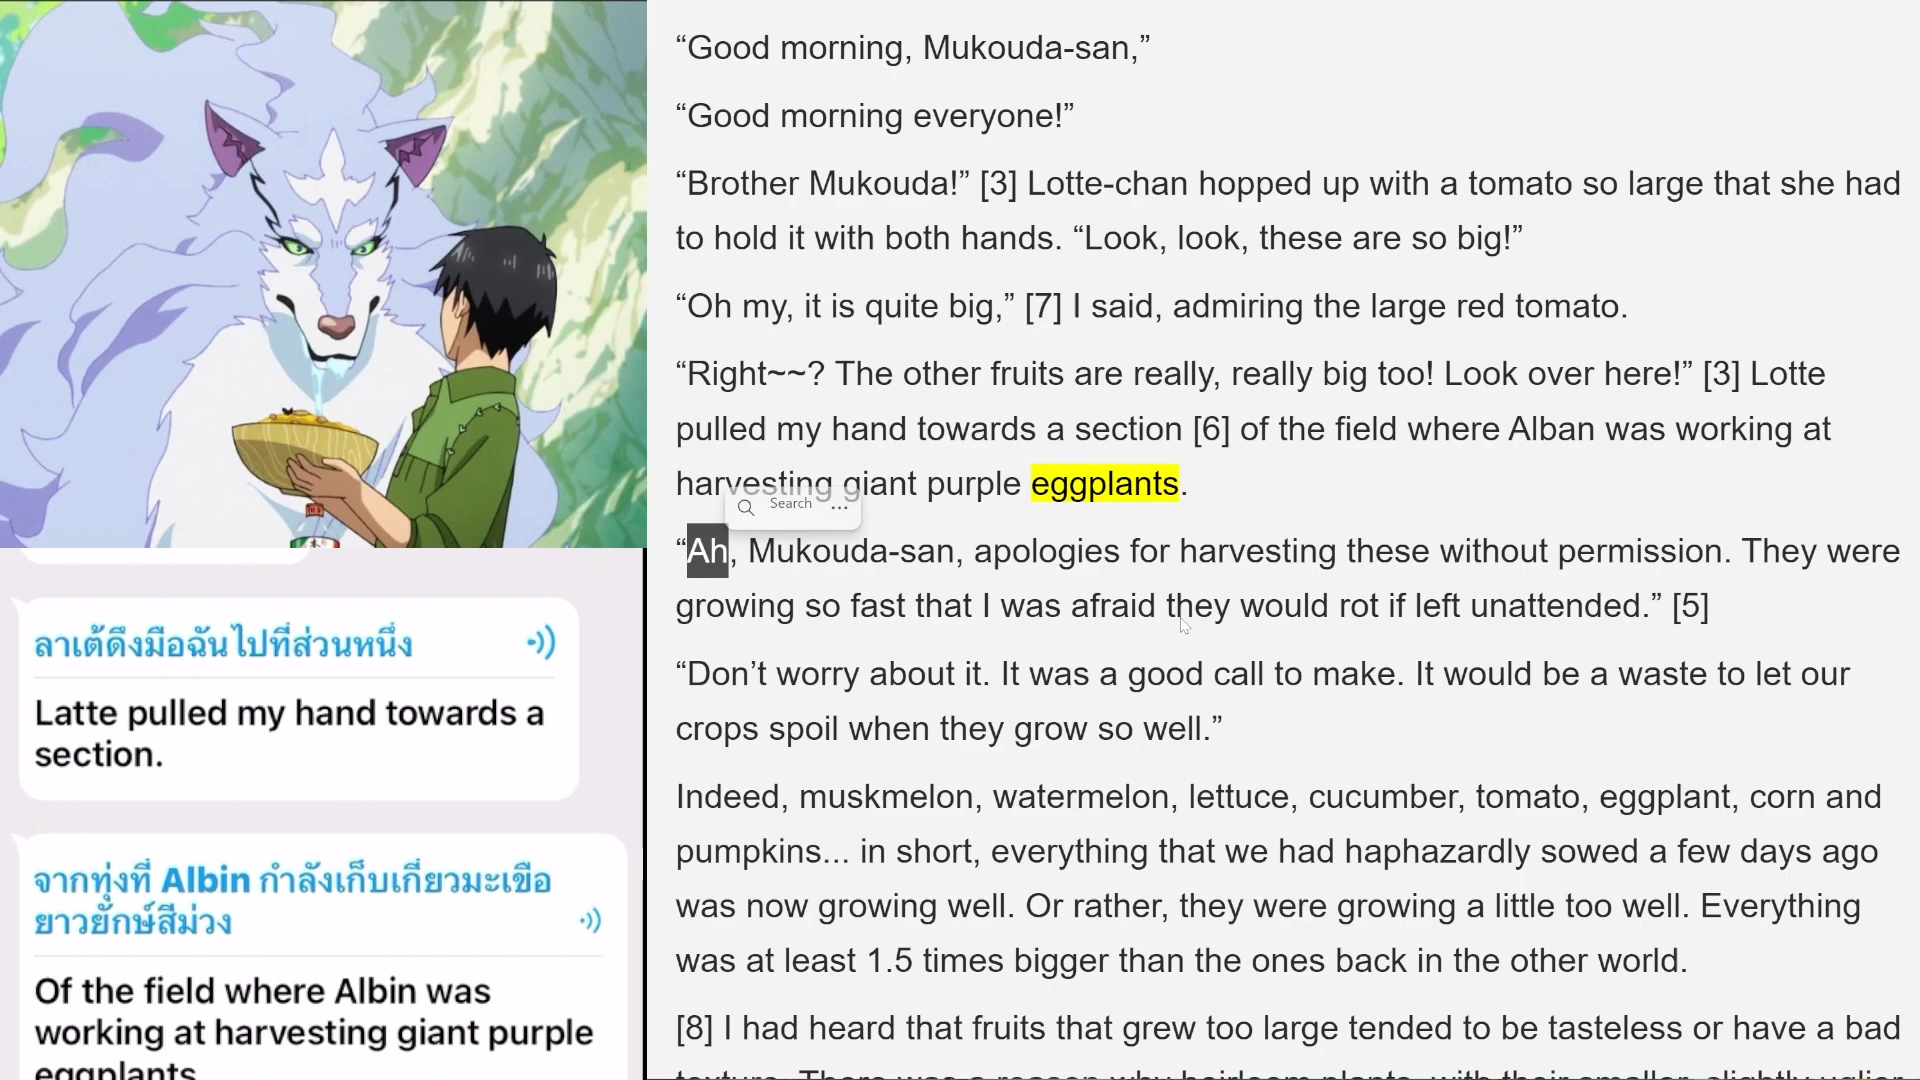 “Good morning, Mukouda-san,”
“Good morning everyone!”
“Brother Mukouda!” [3] Lotte-chan hopped up with a tomato so large that she had
to hold it with both hands. “Look, look, these are so big!”
“Oh my, it is quite big,” [7] I said, admiring the large red tomato.
“Right~~? The other fruits are really, really big too! Look over here!” [3] Lotte
pulled my hand towards a section [6] of the field where Alban was working at
harvesting giant purple eggplants.
Search
“Ah, Mukouda-san, apologies for harvesting these without permission. They were
growing so fast that I was afraid they would rot if left unattended.” [5]
“Don’t worry about it. It was a good call to make. It would be a waste to let our
crops spoil when they grow so well.”
Indeed, muskmelon, watermelon, lettuce, cucumber, tomato, eggplant, corn and
pumpkins... in short, everything that we had haphazardly sowed a few days ago
was now growing well. Or rather, they were growing a little too well. Everything
was at least 1.5 times bigger than the ones back in the other world.
[8] I had heard that fruits that grew too large tended to be tasteless or have a bad
texture. There was a reason why heirloom plants, with their smaller, slightly uglier
ลาเต้ดึงมือฉันไปที่ส่วนหนึ่ง
Latte pulled my hand towards a
section.
จากทุ่งที่ Albin กำลังเก็บเกี่ยวมะเขือ
ยาวยักษ์สีม่วง
Of the field where Albin was
working at harvesting giant purple
eggplants